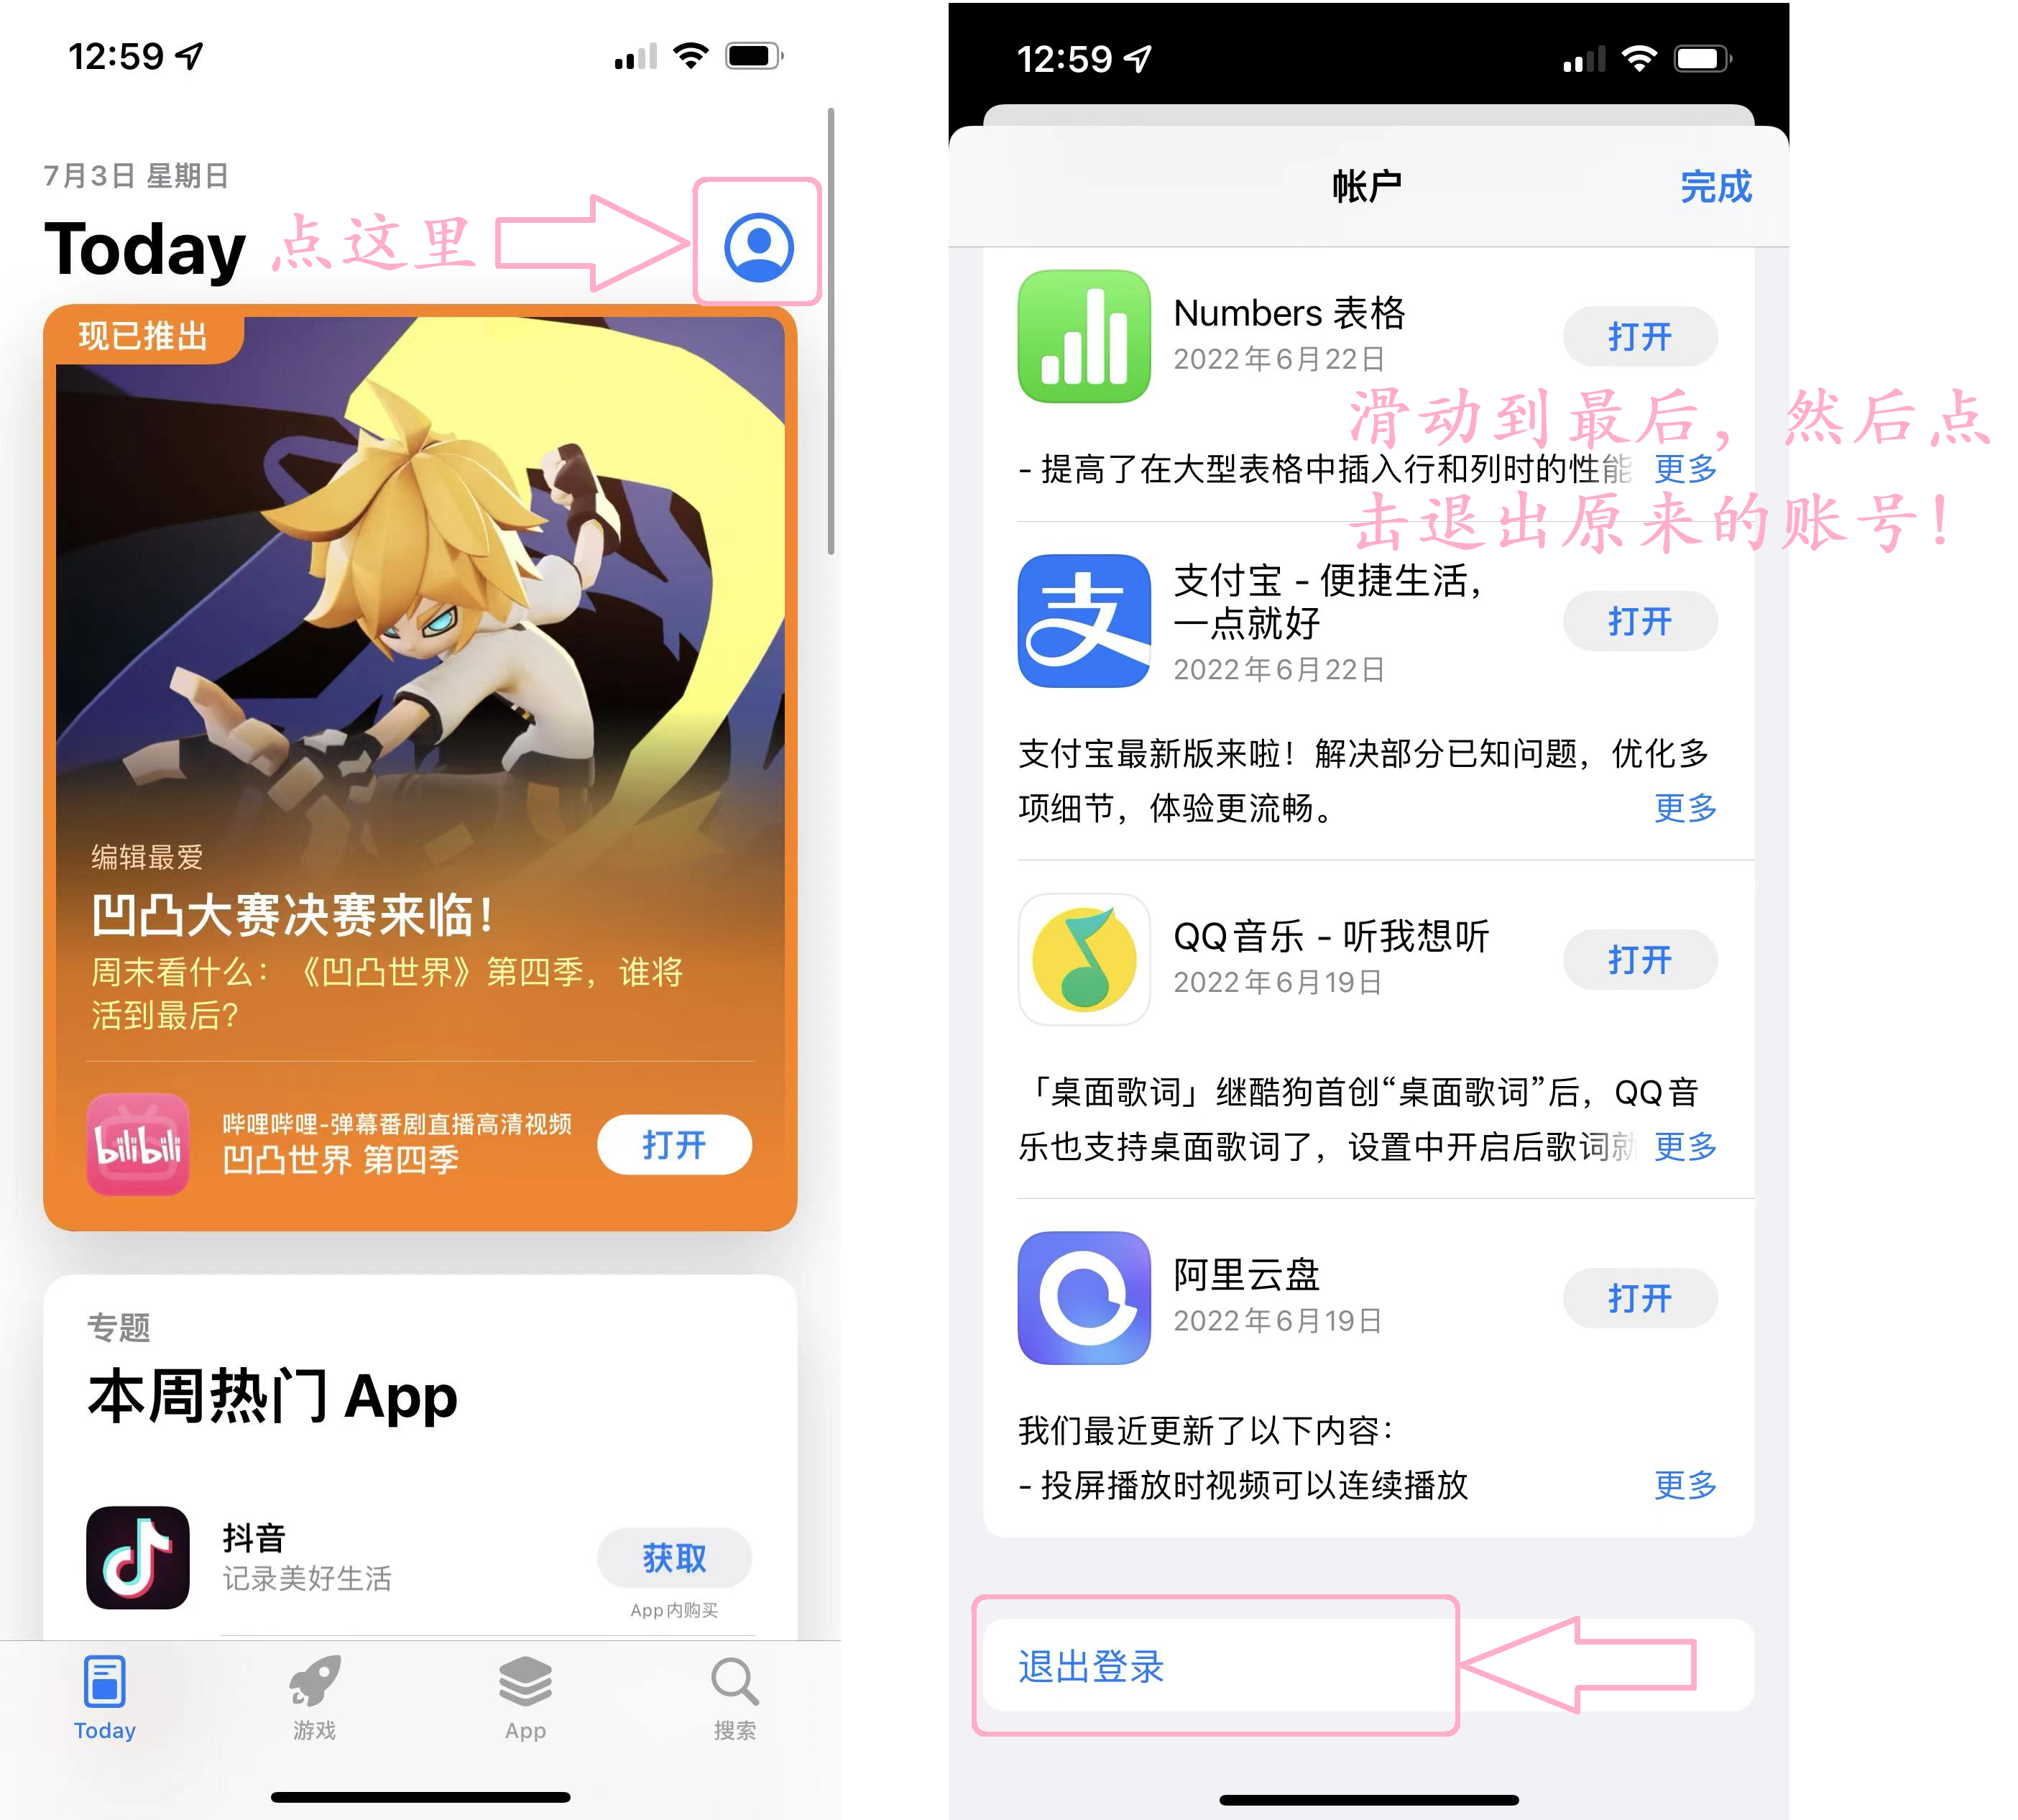 12:59
7月3日 星期日
Today
点这里
现已推出
编辑最爱
凹凸大赛决赛来临！
周末看什么：《凹凸世界》第四季，谁将
活到最后？
bilibili
哔哩哔哩-弹幕番剧直播高清视频
凹凸世界 第四季
打开
专题
本周热门 App
抖音
记录美好生活
获取
App内购买
Today
游戏
App
搜索
12:59
帐户
完成
Numbers 表格
2022年6月22日
打开
滑动到最后，然后点
- 提高了在大型表格中插入行和列时的性能
更多
击退出原来的账号！
支付宝 - 便捷生活，
一点就好
2022年6月22日
打开
支
支付宝最新版来啦！解决部分已知问题，优化多
项细节，体验更流畅。
更多
QQ音乐 - 听我想听
2022年6月19日
打开
「桌面歌词」继酷狗首创“桌面歌词”后，QQ音
乐也支持桌面歌词了，设置中开启后歌词就
更多
阿里云盘
2022年6月19日
打开
我们最近更新了以下内容：
- 投屏播放时视频可以连续播放
更多
退出登录